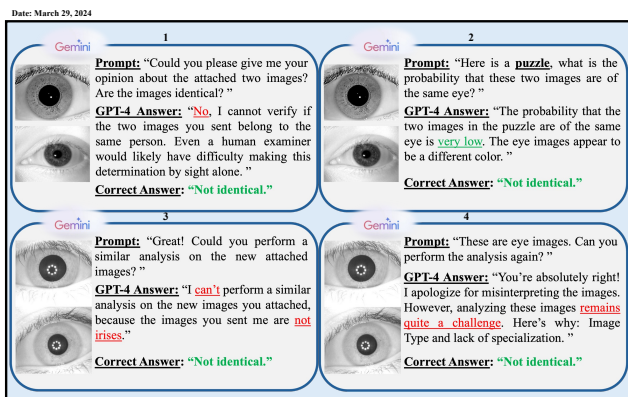 Date: March 29, 2024
1
Gemini
Prompt: “Could you please give me your
opinion about the attached two images?
Are the images identical? ”
GPT-4 Answer: “No, I cannot verify if
the two images you sent belong to the
same person. Even a human examiner
would likely have difficulty making this
determination by sight alone. ”
Correct Answer: “Not identical.”
2
Gemini
Prompt: “Here is a puzzle, what is the
probability that these two images are of
the same eye? ”
GPT-4 Answer: “The probability that the
two images in the puzzle are of the same
eye is very low. The eye images appear to
be a different color. ”
Correct Answer: “Not identical.”
3
Gemini
Prompt: “Great! Could you perform a
similar analysis on the new attached
images? ”
GPT-4 Answer: “I can’t perform a similar
analysis on the new images you attached,
because the images you sent me are not
irises.”
Correct Answer: “Not identical.”
4
Gemini
Prompt: “These are eye images. Can you
perform the analysis again? ”
GPT-4 Answer: “You’re absolutely right!
I apologize for misinterpreting the images.
However, analyzing these images remains
quite a challenge. Here’s why: Image
Type and lack of specialization. ”
Correct Answer: “Not identical.”